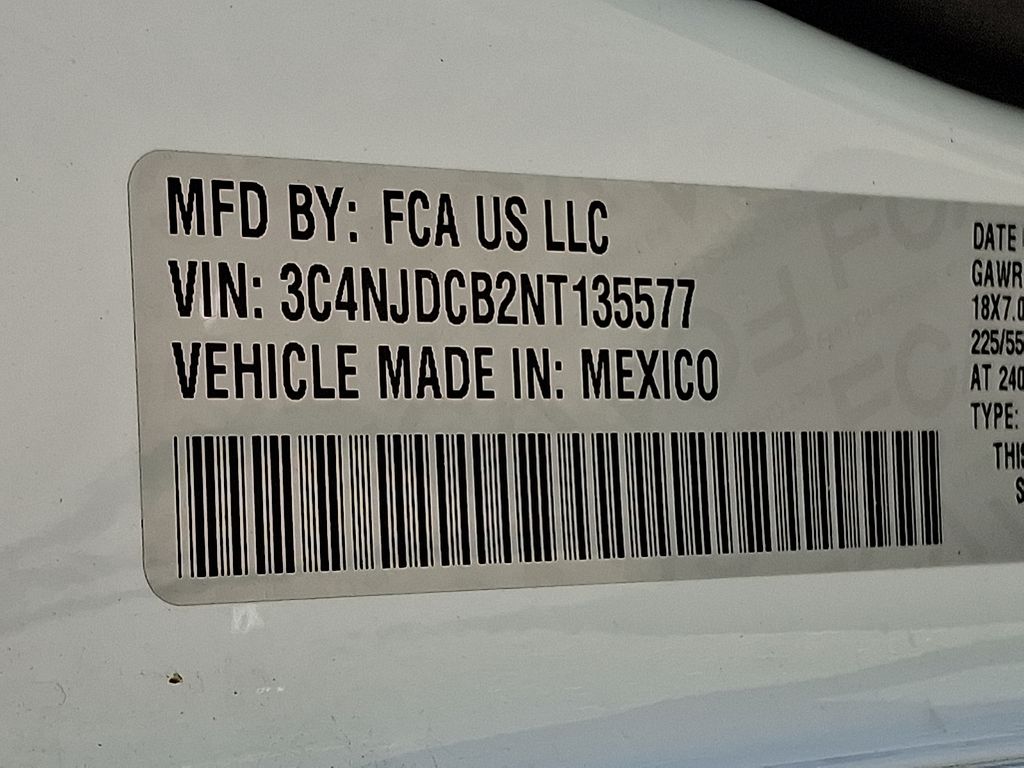 MFD BY: FCA US LLC
VIN: 3C4NJDCB2NT135577
VEHICLE MADE IN: MEXICO
DATE
GAWR
18X7.0
225/55
AT 240
TYPE:
THIS